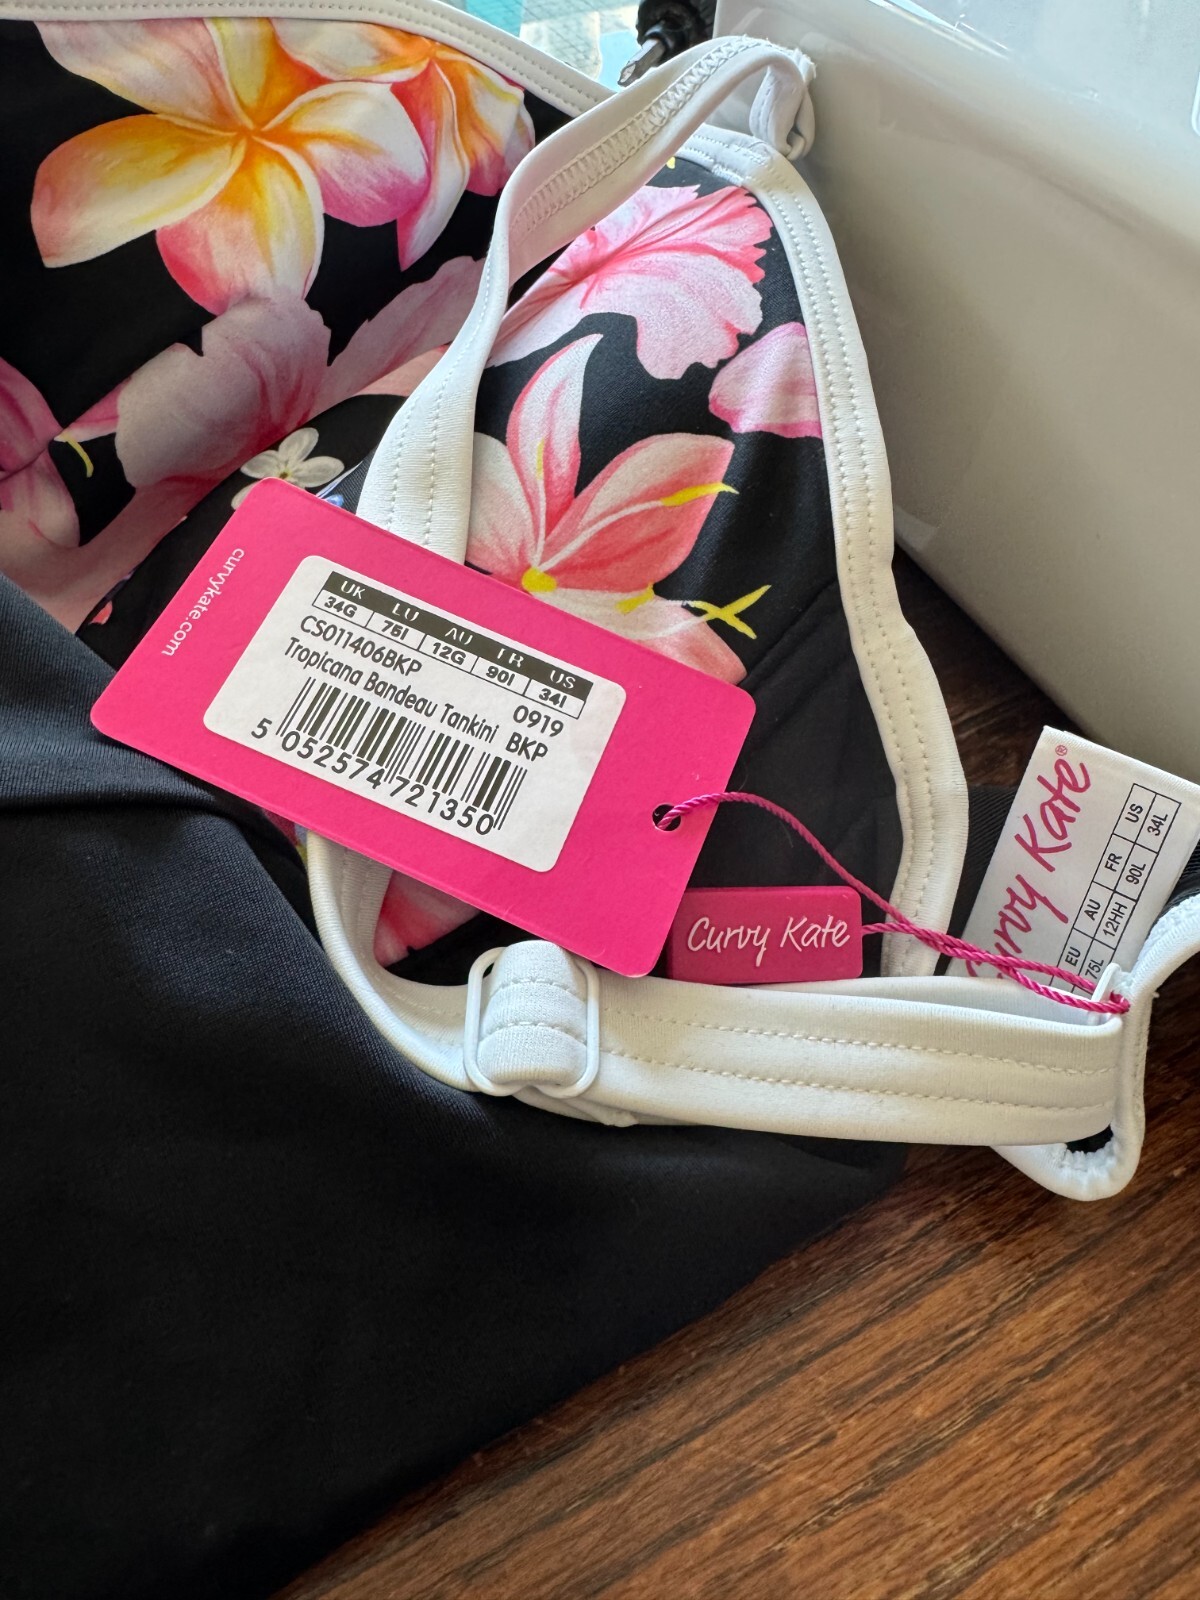 curvykate.com
UK EU AU FR US
34G 75I 12G 90I 34I
CS011406BKP 0919
Tropicana Bandeau Tankini BKP
5 052574 721350
Curvy Kate
Curvy Kate®
EU AU FR US
75L 12HH 90L 34L